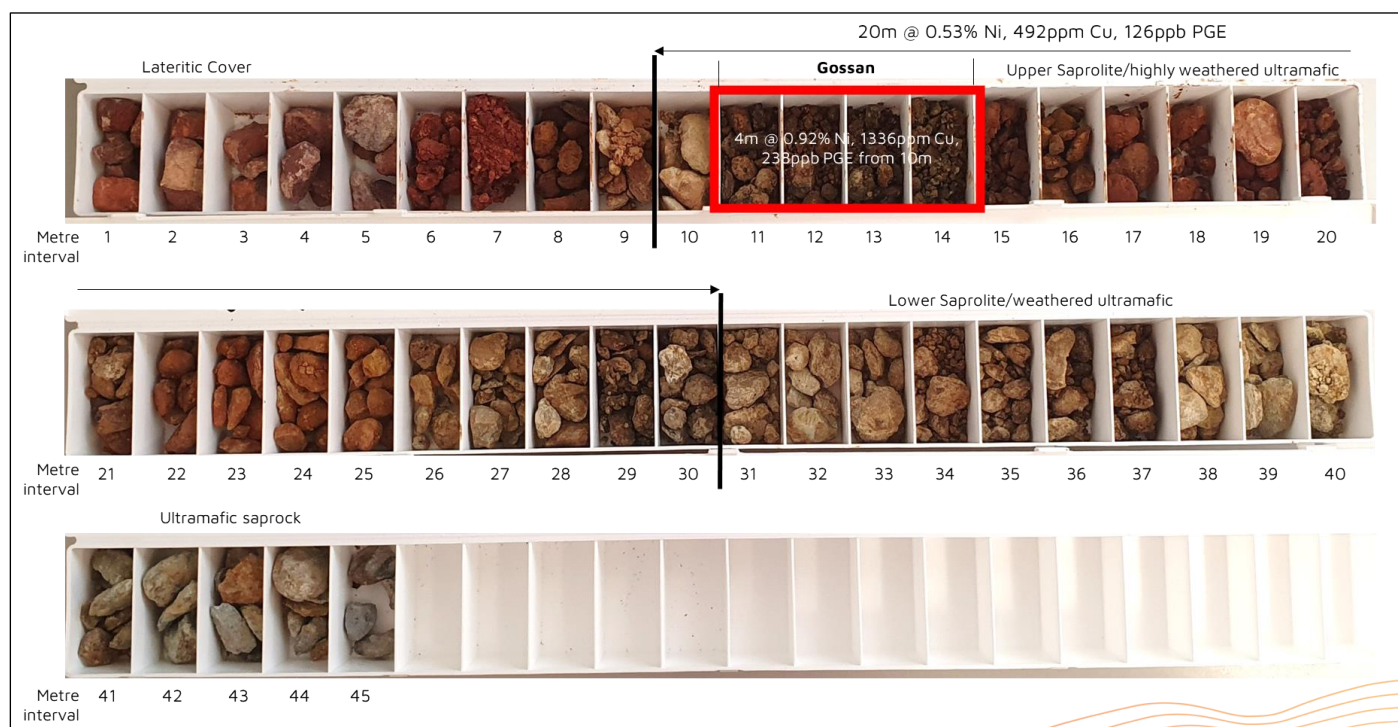 20m @ 0.53% Ni, 492ppm Cu, 126ppb PGE
Lateritic Cover
Gossan
Upper Saprolite/highly weathered ultramafic
4m @ 0.92% Ni, 1336ppm Cu,
238ppb PGE from 10m
Metre interval 1 2 3 4 5 6 7 8 9 10 11 12 13 14 15 16 17 18 19 20
Lower Saprolite/weathered ultramafic
Metre interval 21 22 23 24 25 26 27 28 29 30 31 32 33 34 35 36 37 38 39 40
Ultramafic saprock
Metre interval 41 42 43 44 45